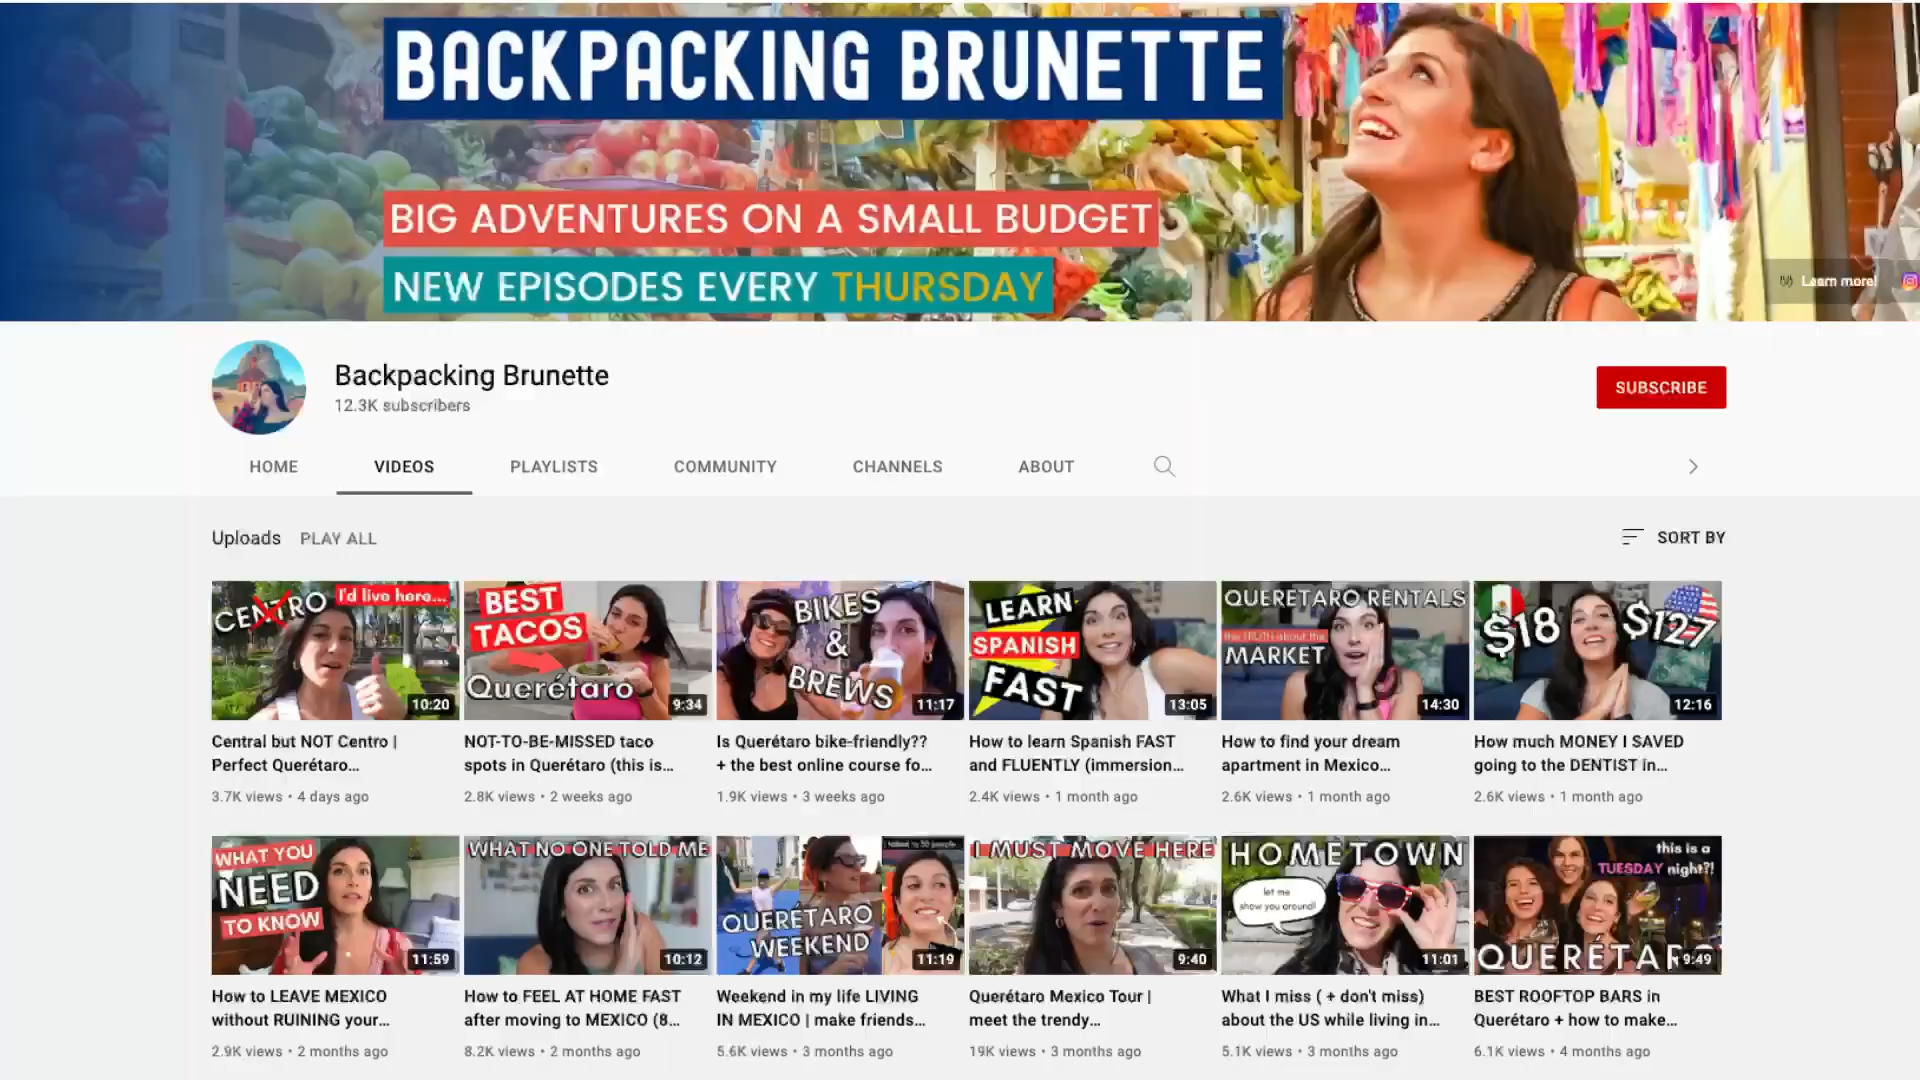 BACKPACKING BRUNETTE
BIG ADVENTURES ON A SMALL BUDGET
NEW EPISODES EVERY THURSDAY
Learn more!
Backpacking Brunette
12.3K subscribers
SUBSCRIBE
HOME VIDEOS PLAYLISTS COMMUNITY CHANNELS ABOUT
Uploads PLAY ALL
SORT BY
CENTRO
I'd live here...
10:20
BEST
TACOS
Querétaro
9:34
BIKES
&
BREWS
11:17
LEARN
SPANISH
FAST
13:05
QUERETARO RENTALS
the TRUTH about the
MARKET
14:30
$18 $127
12:16
Central but NOT Centro |
Perfect Querétaro...
3.7K views • 4 days ago
NOT-TO-BE-MISSED taco
spots in Querétaro (this is...
2.8K views • 2 weeks ago
Is Querétaro bike-friendly??
+ the best online course fo...
1.9K views • 3 weeks ago
How to learn Spanish FAST
and FLUENTLY (immersion...
2.4K views • 1 month ago
How to find your dream
apartment in Mexico...
2.6K views • 1 month ago
How much MONEY I SAVED
going to the DENTIST in...
2.6K views • 1 month ago
WHAT YOU
NEED
TO KNOW
11:59
WHAT NO ONE TOLD ME
10:12
QUERÉTARO
WEEKEND
11:19
I MUST MOVE HERE
9:40
HOMETOWN
let me
show you around!
11:01
this is a
TUESDAY night?!
QUERÉTAR
9:49
How to LEAVE MEXICO
without RUINING your...
2.9K views • 2 months ago
How to FEEL AT HOME FAST
after moving to MEXICO (8...
8.2K views • 2 months ago
Weekend in my life LIVING
IN MEXICO | make friends...
5.6K views • 3 months ago
Querétaro Mexico Tour |
meet the trendy...
19K views • 3 months ago
What I miss ( + don't miss)
about the US while living in...
5.1K views • 3 months ago
BEST ROOFTOP BARS in
Querétaro + how to make...
6.1K views • 4 months ago